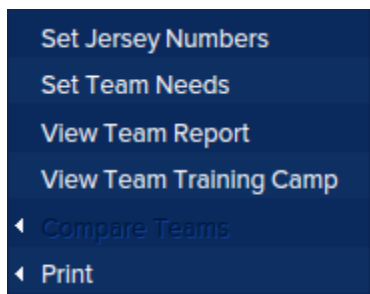 Set Jersey Numbers
Set Team Needs
View Team Report
View Team Training Camp
Compare Teams
Print